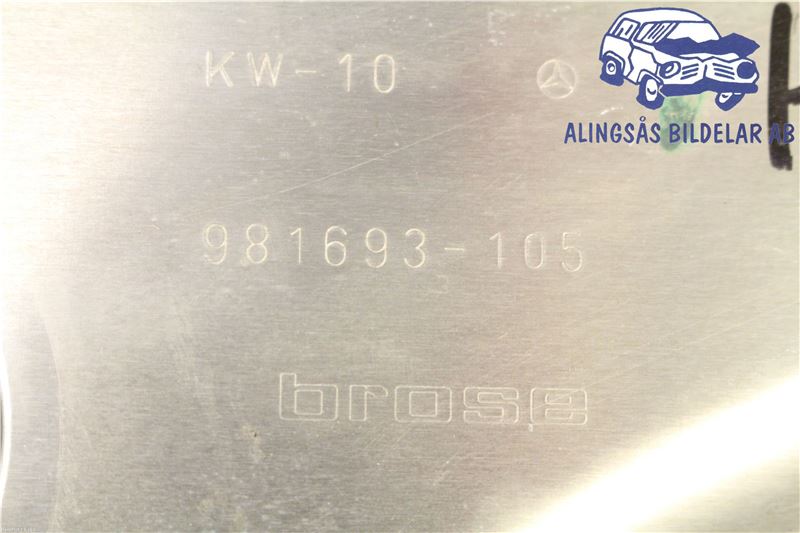 KW-10
ALINGSÅS BILDELAR AB
981693-105
brose